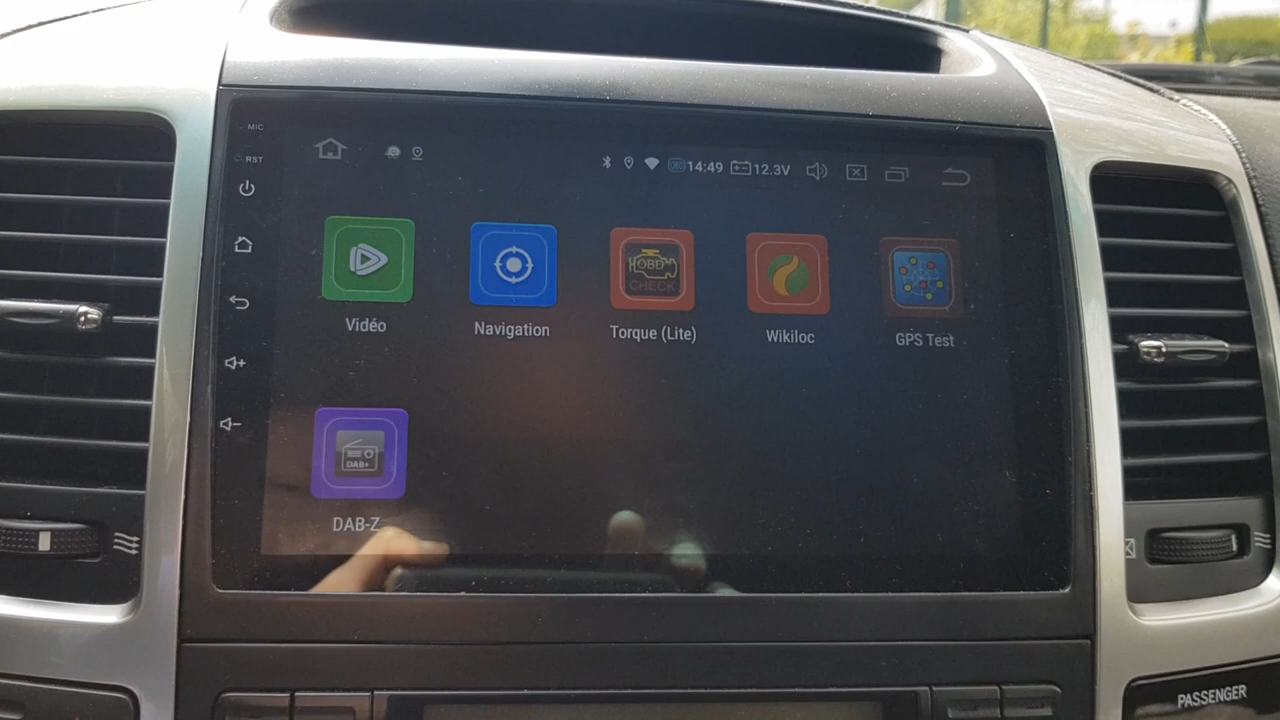 MIC
RST
14:49 12.3V
OBD
CHECK
Vidéo
Navigation
Torque (Lite)
Wikiloc
GPS Test
DAB+
DAB-Z
PASSENGER